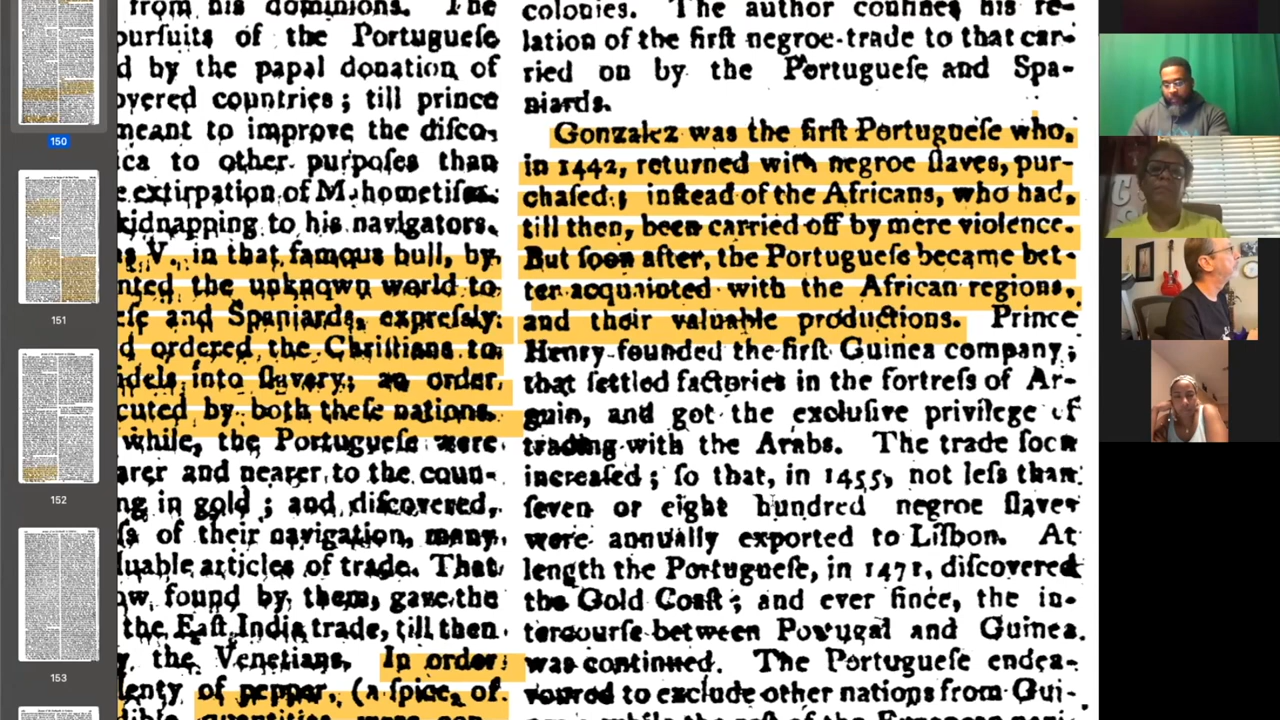 from his dominions. The
purſuits of the Portugueſe
d by the papal donation of
overed countries; till prince
meant to improve the diſco-
ca to other purpoſes than
e extirpation of Mahometiſm.
kidnapping to his navigators.
V. in that famous bull, by
nted the unknown world to
eſe and Spaniards, expreſsly
d ordered the Chriſtians to
idels into ſlavery; an order,
cuted by both theſe nations.
while, the Portugueſe were
arer and nearer to the coun-
ng in gold; and diſcovered,
ſs of their navigation, many
luable articles of trade. That
ow found by them, gave the
the Eaſt India trade, till then
y the Venetians. In order
lenty of pepper, (a ſpice, of
colonies. The author confines his re-
lation of the firſt negroe-trade to that car-
ried on by the Portugueſe and Spa-
niards.
Gonzalez was the firſt Portugueſe who,
in 1442, returned with negroe ſlaves, pur-
chaſed; inſtead of the Africans, who had,
till then, been carried off by mere violence.
But ſoon after, the Portugueſe became bet-
ter acquainted with the African regions,
and their valuable productions. Prince
Henry founded the firſt Guinea company;
that ſettled factories in the fortreſs of Ar-
guin, and got the excluſive privilege of
trading with the Arabs. The trade ſoon
increaſed; ſo that, in 1455, not leſs than
ſeven or eight hundred negroe ſlaves
were annually exported to Liſbon. At
length the Portugueſe, in 1471, diſcovered
the Gold Coaſt; and ever ſince, the in-
tercourſe between Portugal and Guinea
was continued. The Portugueſe endea-
voured to exclude other nations from Gui-
150
151
152
153